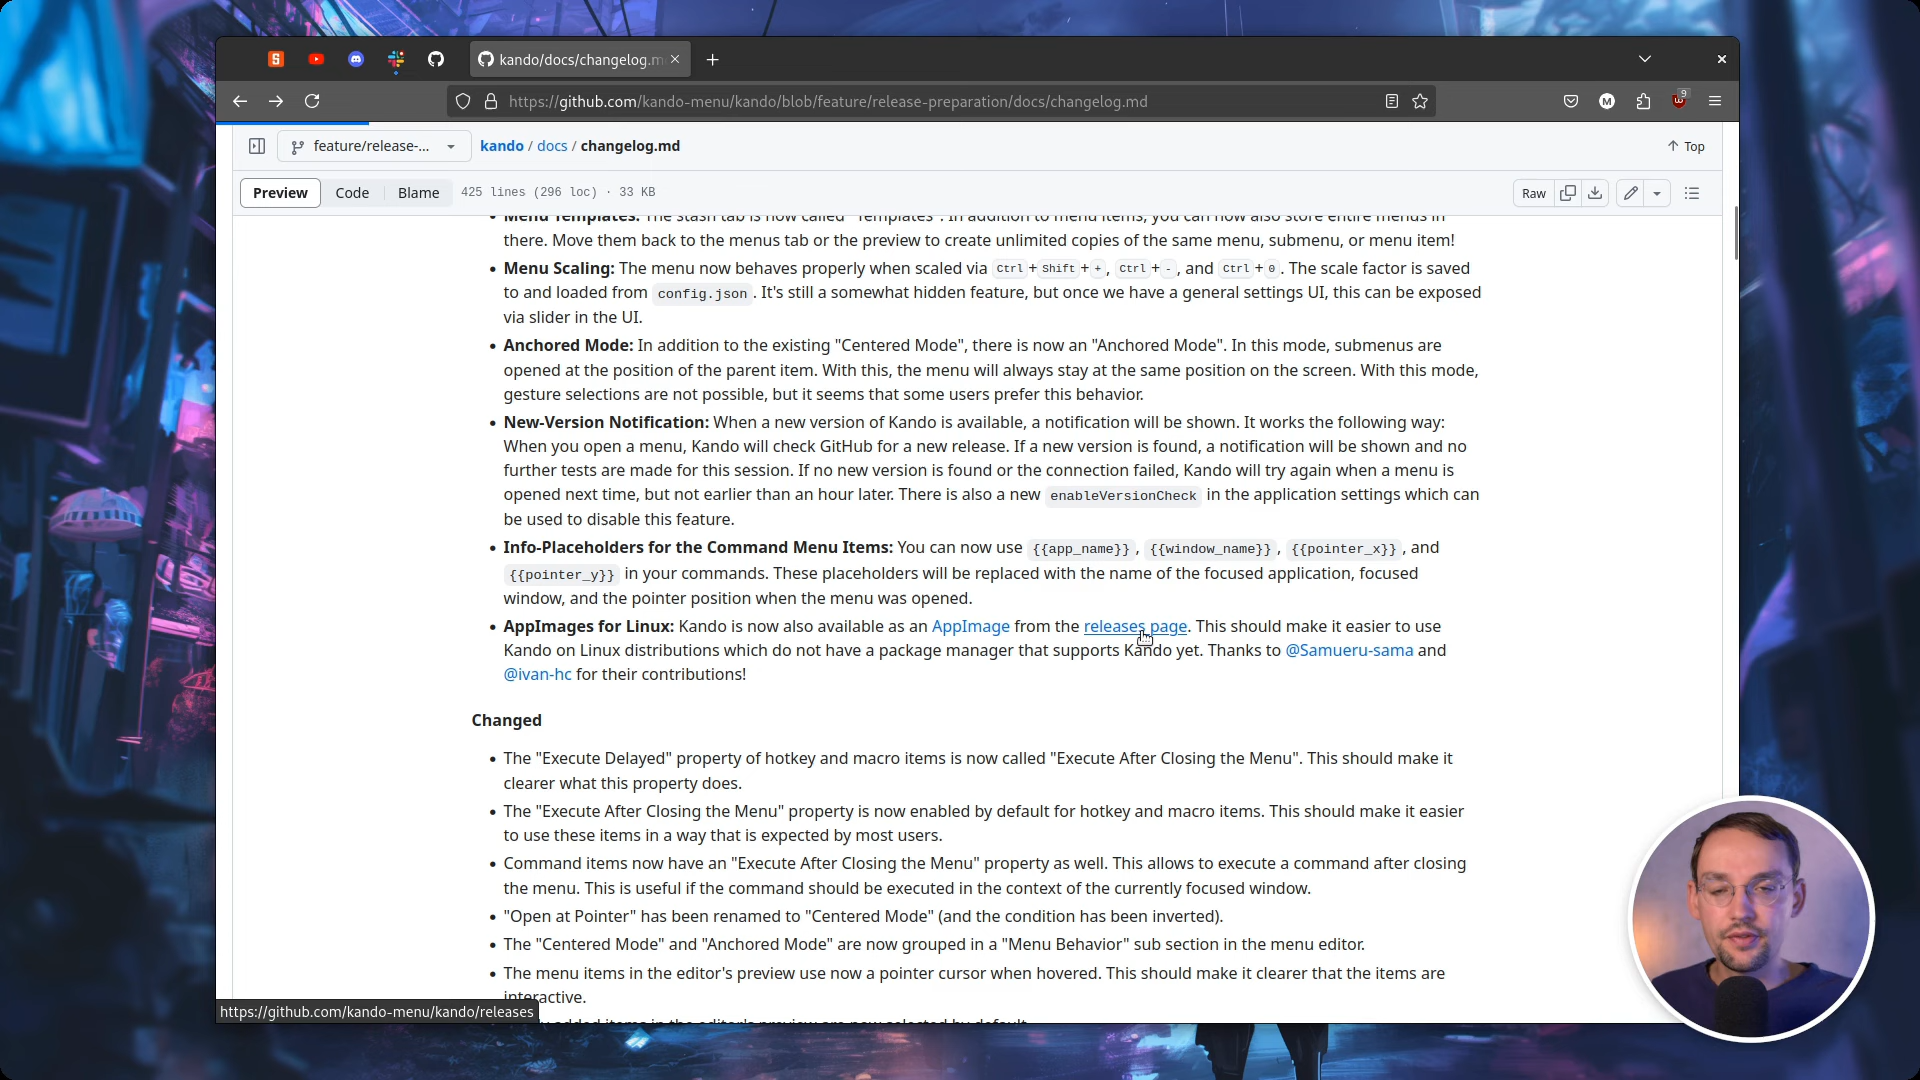 kando/docs/changelog.m
https://github.com/kando-menu/kando/blob/feature/release-preparation/docs/changelog.md
9
feature/release-...
kando / docs / changelog.md
Top
Preview
Code
Blame
425 lines (296 loc) · 33 KB
Raw
Menu Templates: The stash tab is now called "Templates". In addition to menu items, you can now also store entire menus in
there. Move them back to the menus tab or the preview to create unlimited copies of the same menu, submenu, or menu item!
Menu Scaling: The menu now behaves properly when scaled via Ctrl+Shift++, Ctrl+-, and Ctrl+0. The scale factor is saved
to and loaded from config.json. It's still a somewhat hidden feature, but once we have a general settings UI, this can be exposed
via slider in the UI.
Anchored Mode: In addition to the existing "Centered Mode", there is now an "Anchored Mode". In this mode, submenus are
opened at the position of the parent item. With this, the menu will always stay at the same position on the screen. With this mode,
gesture selections are not possible, but it seems that some users prefer this behavior.
New-Version Notification: When a new version of Kando is available, a notification will be shown. It works the following way:
When you open a menu, Kando will check GitHub for a new release. If a new version is found, a notification will be shown and no
further tests are made for this session. If no new version is found or the connection failed, Kando will try again when a menu is
opened next time, but not earlier than an hour later. There is also a new enableVersionCheck in the application settings which can
be used to disable this feature.
Info-Placeholders for the Command Menu Items: You can now use {{app_name}}, {{window_name}}, {{pointer_x}}, and
{{pointer_y}} in your commands. These placeholders will be replaced with the name of the focused application, focused
window, and the pointer position when the menu was opened.
AppImages for Linux: Kando is now also available as an AppImage from the releases page. This should make it easier to use
Kando on Linux distributions which do not have a package manager that supports Kando yet. Thanks to @Samueru-sama and
@ivan-hc for their contributions!
Changed
The "Execute Delayed" property of hotkey and macro items is now called "Execute After Closing the Menu". This should make it
clearer what this property does.
The "Execute After Closing the Menu" property is now enabled by default for hotkey and macro items. This should make it easier
to use these items in a way that is expected by most users.
Command items now have an "Execute After Closing the Menu" property as well. This allows to execute a command after closing
the menu. This is useful if the command should be executed in the context of the currently focused window.
"Open at Pointer" has been renamed to "Centered Mode" (and the condition has been inverted).
The "Centered Mode" and "Anchored Mode" are now grouped in a "Menu Behavior" sub section in the menu editor.
The menu items in the editor's preview use now a pointer cursor when hovered. This should make it clearer that the items are
interactive.
added items in the editor's preview are now selected by default.
https://github.com/kando-menu/kando/releases